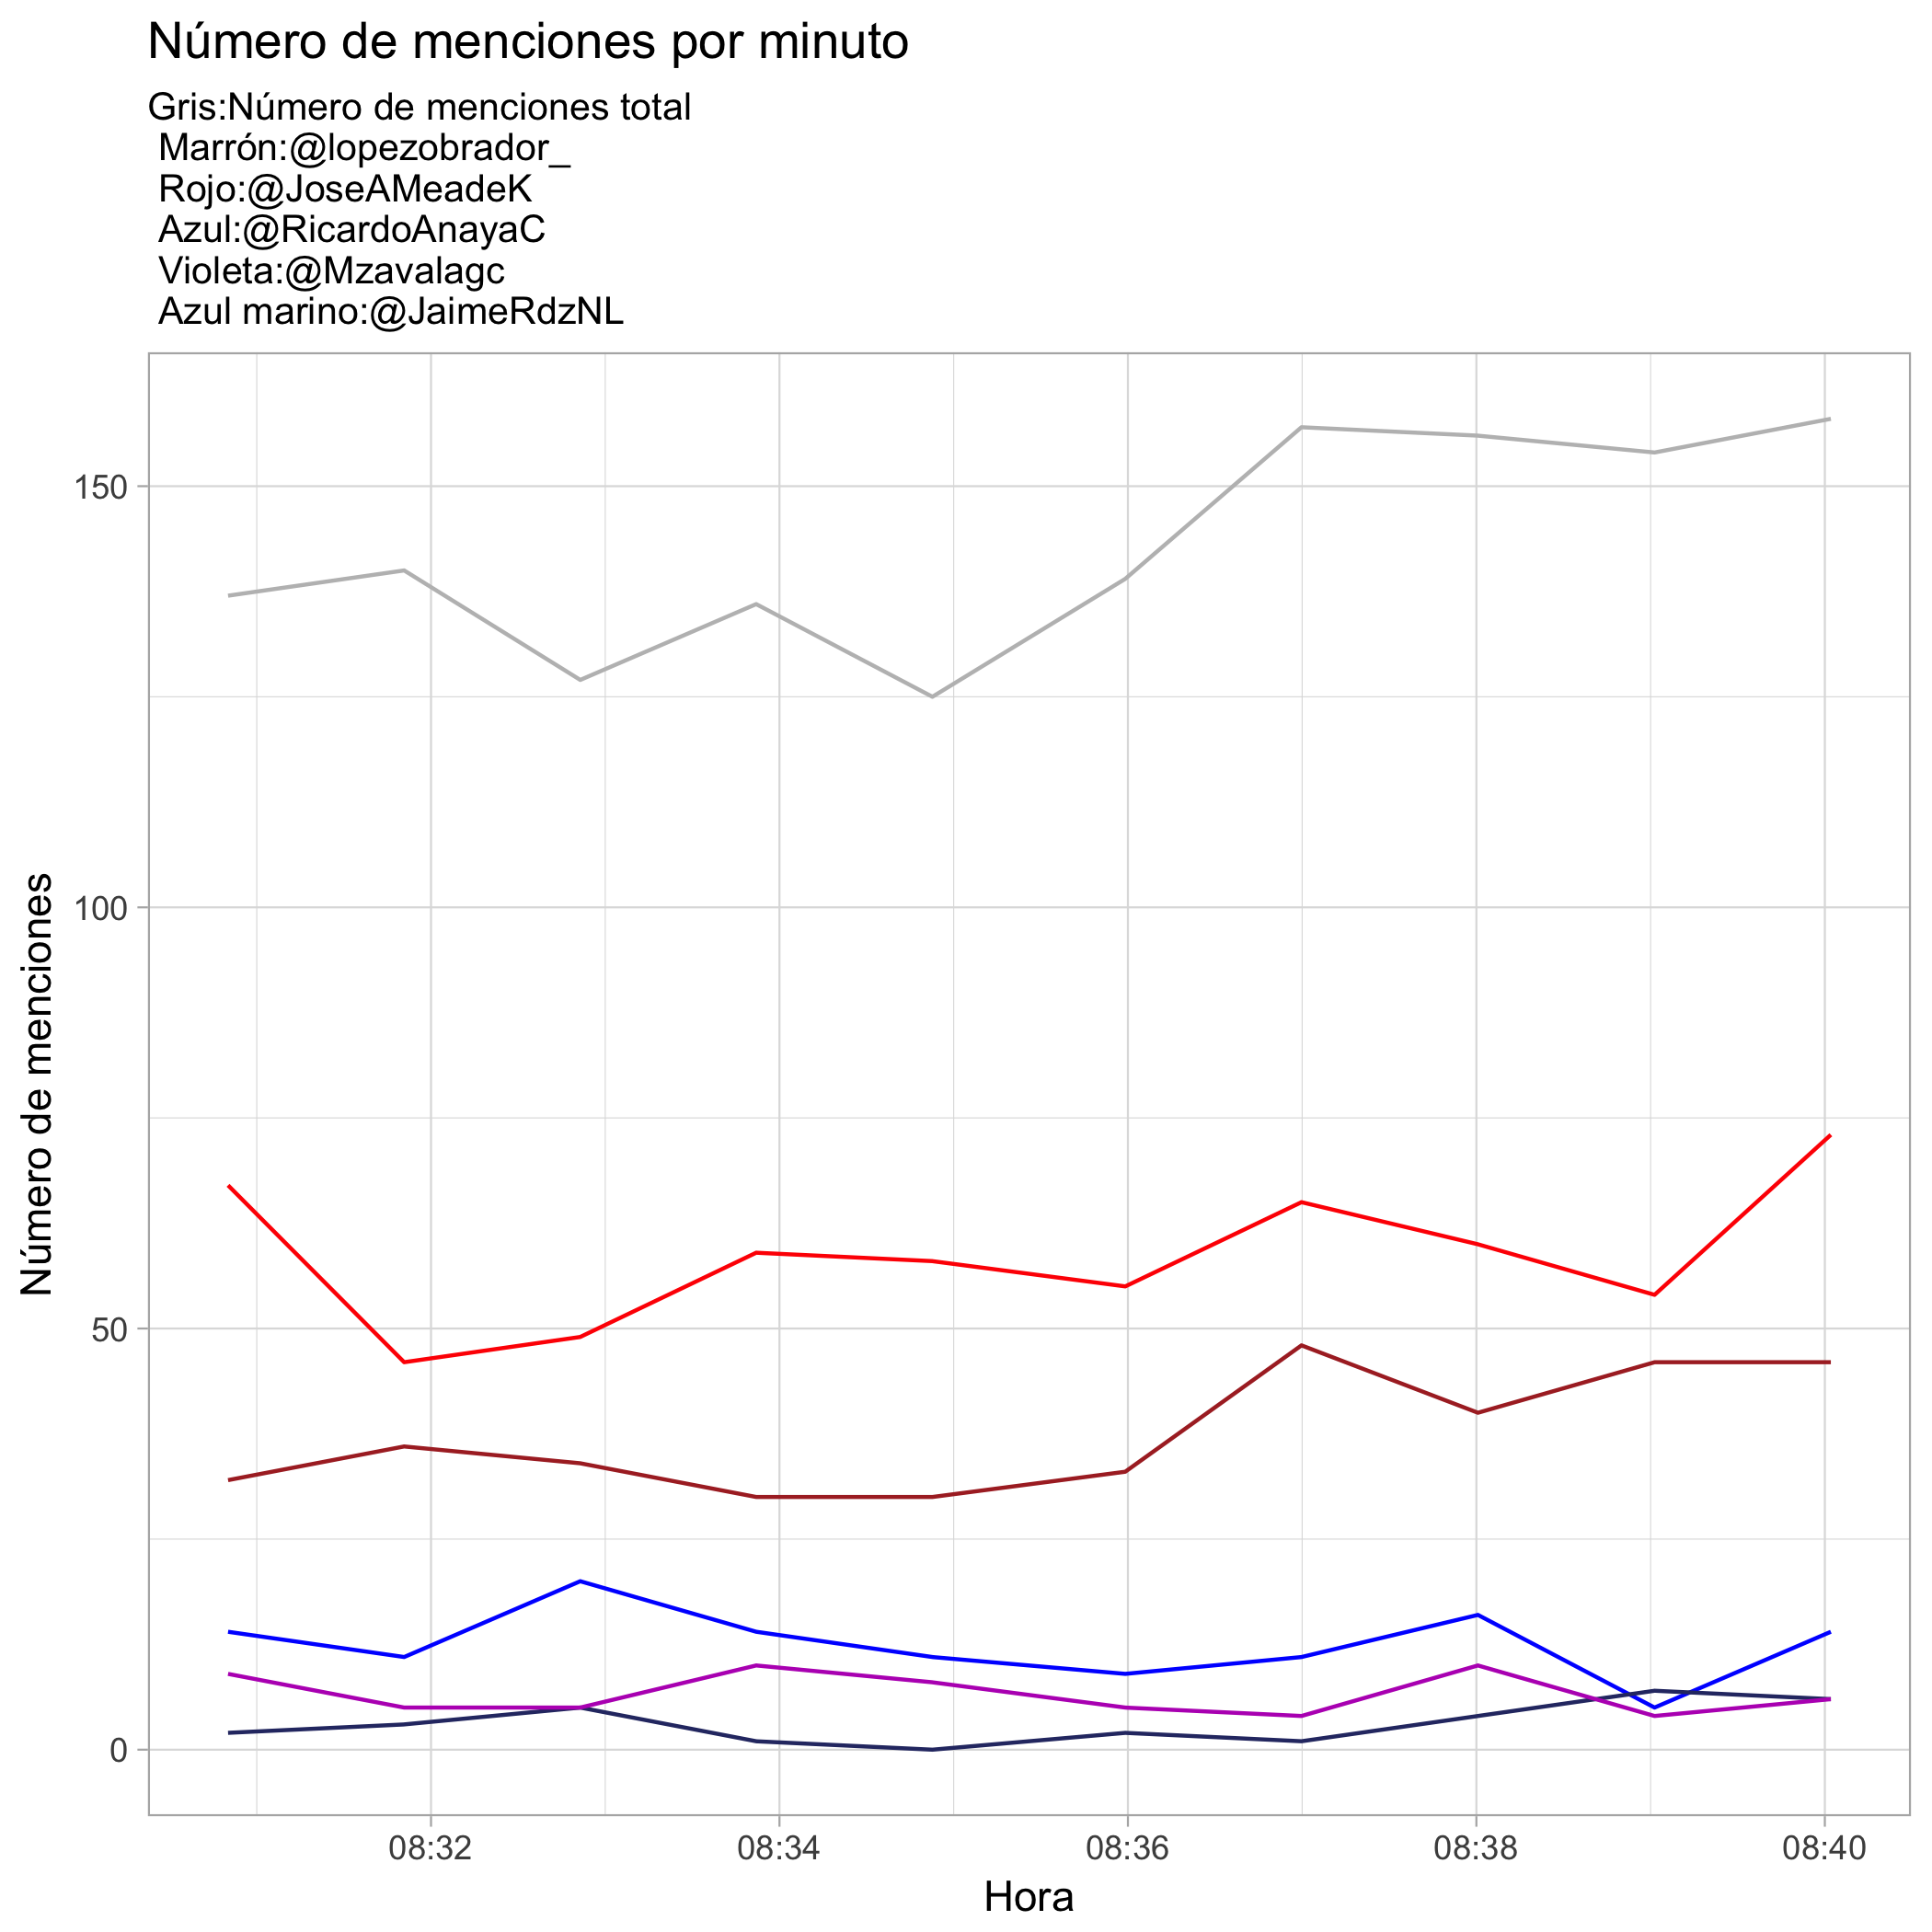 Número de menciones por minuto
Gris:Número de menciones total
Marrón:@lopezobrador_
Rojo:@JoseAMeadeK
Azul:@RicardoAnayaC
Violeta:@Mzavalagc
Azul marino:@JaimeRdzNL
Número de menciones
150
100
50
0
08:32 08:34 08:36 08:38 08:40
Hora